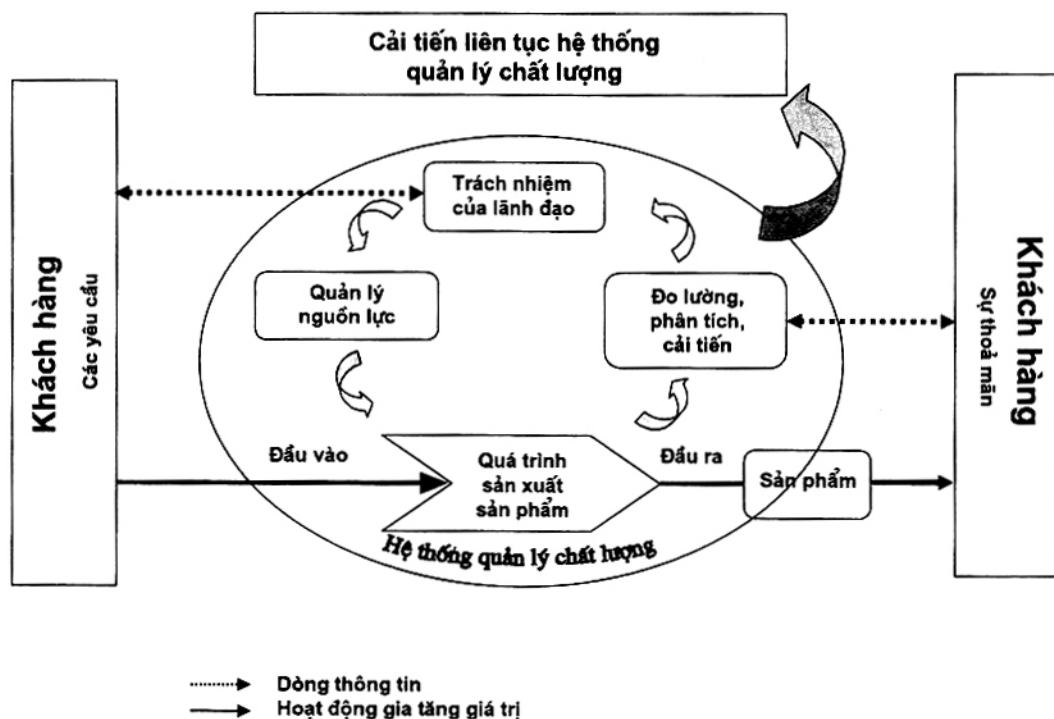 Cải tiến liên tục hệ thống
quản lý chất lượng
Khách hàng
Các yêu cầu
Trách nhiệm
của lãnh đạo
Quản lý
nguồn lực
Đo lường,
phân tích,
cải tiến
Khách hàng
Sự thoả mãn
Đầu vào
Quá trình
sản xuất
sản phẩm
Đầu ra
Sản phẩm
Hệ thống quản lý chất lượng
Dòng thông tin
Hoạt động gia tăng giá trị